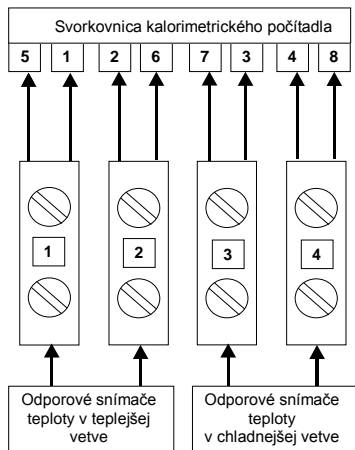 Svorkovnica kalorimetrického počítadla
5 1 2 6 7 3 4 8
1 2 3 4
Odporové snímače
teploty v teplejšej
vetve
Odporové snímače
teploty
v chladnejšej vetve